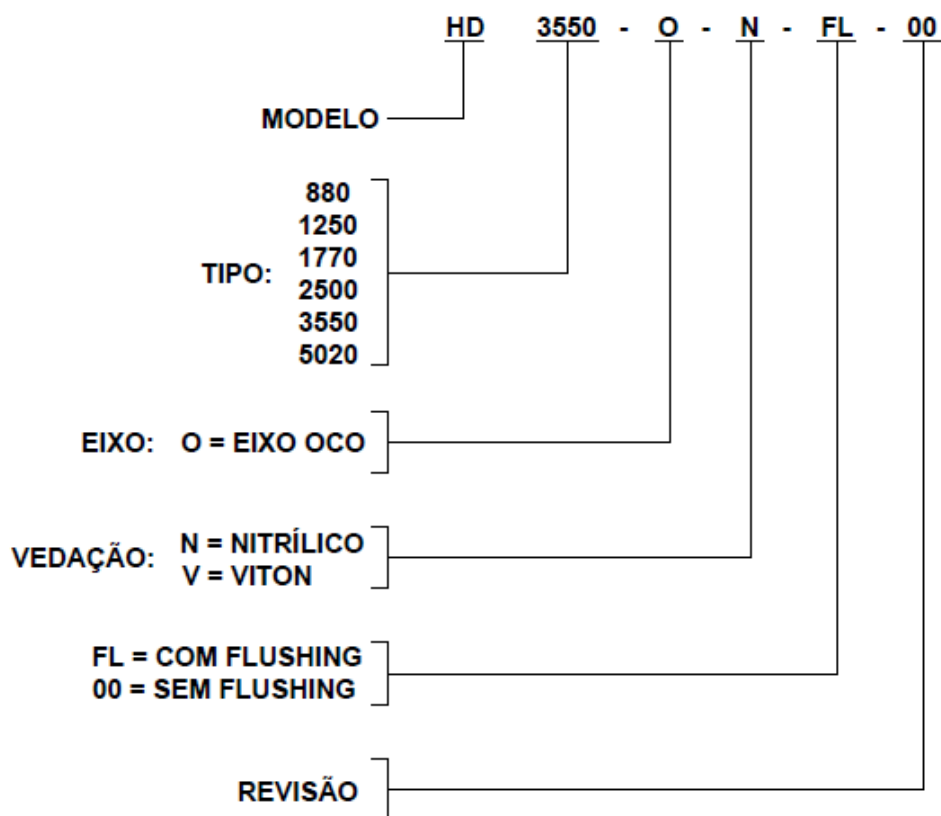 HD 3550 - O - N - FL - 00
MODELO
880
1250
1770
TIPO:
2500
3550
5020
EIXO: O = EIXO OCO
N = NITRÍLICO
VEDAÇÃO:
V = VITON
FL = COM FLUSHING
00 = SEM FLUSHING
REVISÃO